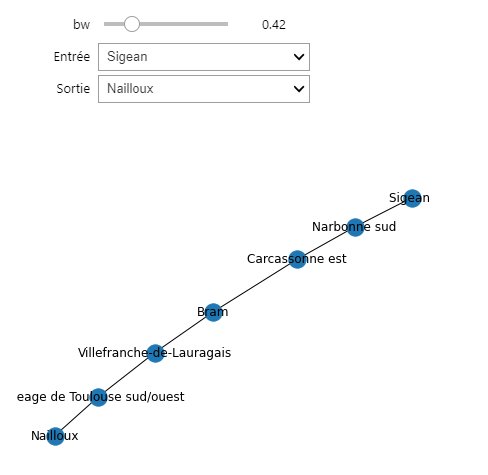 bw 0.42
Entrée Sigean
Sortie Nailloux
Sigean
Narbonne sud
Carcassonne est
Bram
Villefranche-de-Lauragais
eage de Toulouse sud/ouest
Nailloux